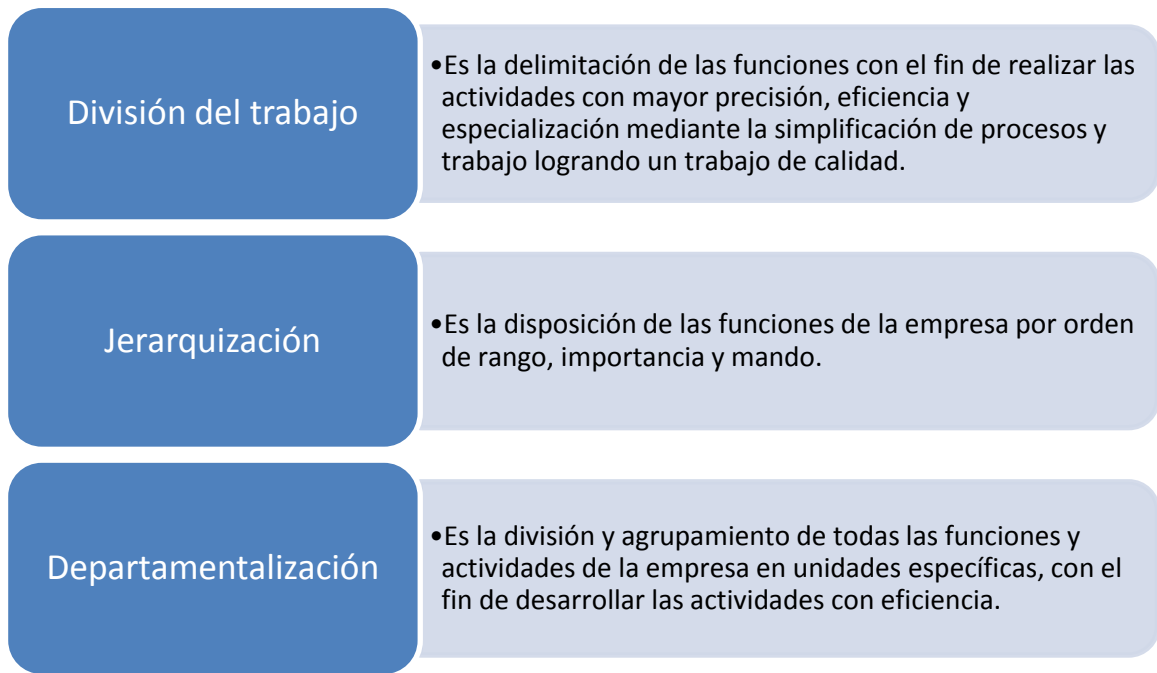 División del trabajo
•Es la delimitación de las funciones con el fin de realizar las
actividades con mayor precisión, eficiencia y
especialización mediante la simplificación de procesos y
trabajo logrando un trabajo de calidad.
Jerarquización
•Es la disposición de las funciones de la empresa por orden
de rango, importancia y mando.
Departamentalización
•Es la división y agrupamiento de todas las funciones y
actividades de la empresa en unidades específicas, con el
fin de desarrollar las actividades con eficiencia.